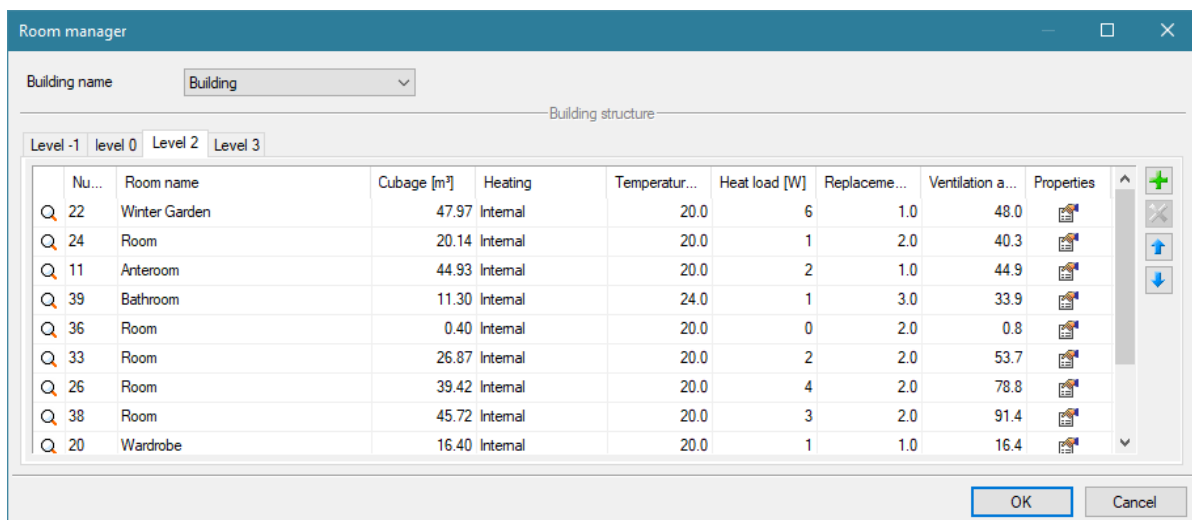 Room manager
Building name Building
Building structure
Level -1 level 0 Level 2 Level 3
Nu... Room name Cubage [m³] Heating Temperatur... Heat load [W] Replaceme... Ventilation a... Properties
22 Winter Garden 47.97 Internal 20.0 6 1.0 48.0
24 Room 20.14 Internal 20.0 1 2.0 40.3
11 Anteroom 44.93 Internal 20.0 2 1.0 44.9
39 Bathroom 11.30 Internal 24.0 1 3.0 33.9
36 Room 0.40 Internal 20.0 0 2.0 0.8
33 Room 26.87 Internal 20.0 2 2.0 53.7
26 Room 39.42 Internal 20.0 4 2.0 78.8
38 Room 45.72 Internal 20.0 3 2.0 91.4
20 Wardrobe 16.40 Internal 20.0 1 1.0 16.4
OK Cancel